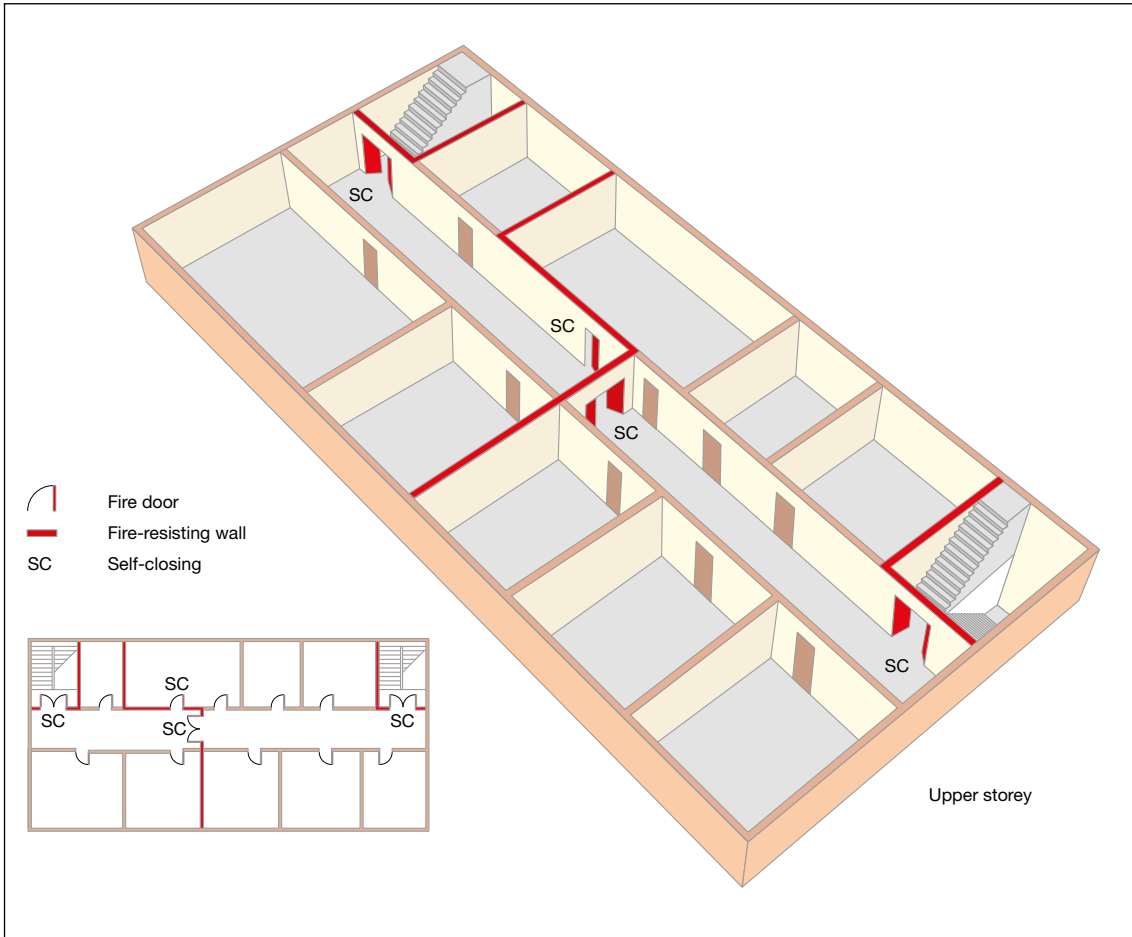 SC
SC
SC
SC
Fire door
Fire-resisting wall
SC Self-closing
SC
SC
SC
SC
Upper storey